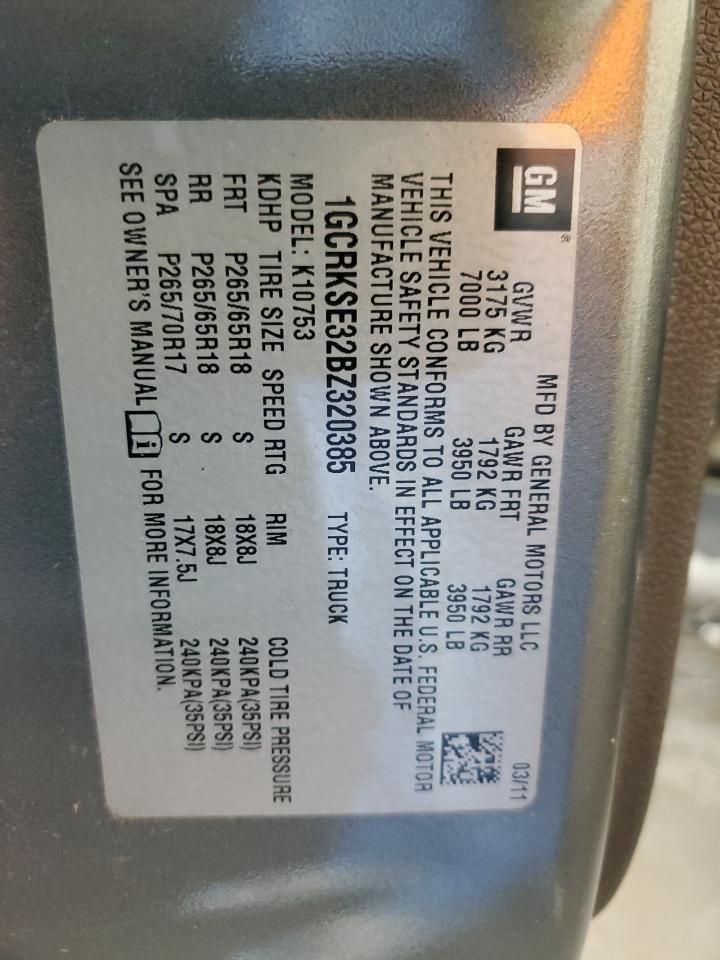 GM®
MFD BY GENERAL MOTORS LLC 03/11
GVWR GAWR FRT GAWR RR
3175 KG 1792 KG 1792 KG
7000 LB 3950 LB 3950 LB
THIS VEHICLE CONFORMS TO ALL APPLICABLE U.S. FEDERAL MOTOR
VEHICLE SAFETY STANDARDS IN EFFECT ON THE DATE OF
MANUFACTURE SHOWN ABOVE.
1GCRKSE32BZ320385 TYPE: TRUCK
MODEL: K10753
KDHP TIRE SIZE SPEED RTG RIM COLD TIRE PRESSURE
FRT P265/65R18 S 18X8J 240KPA(35PSI)
RR P265/65R18 S 18X8J 240KPA(35PSI)
SPA P265/70R17 S 17X7.5J 240KPA(35PSI)
SEE OWNER'S MANUAL i FOR MORE INFORMATION.